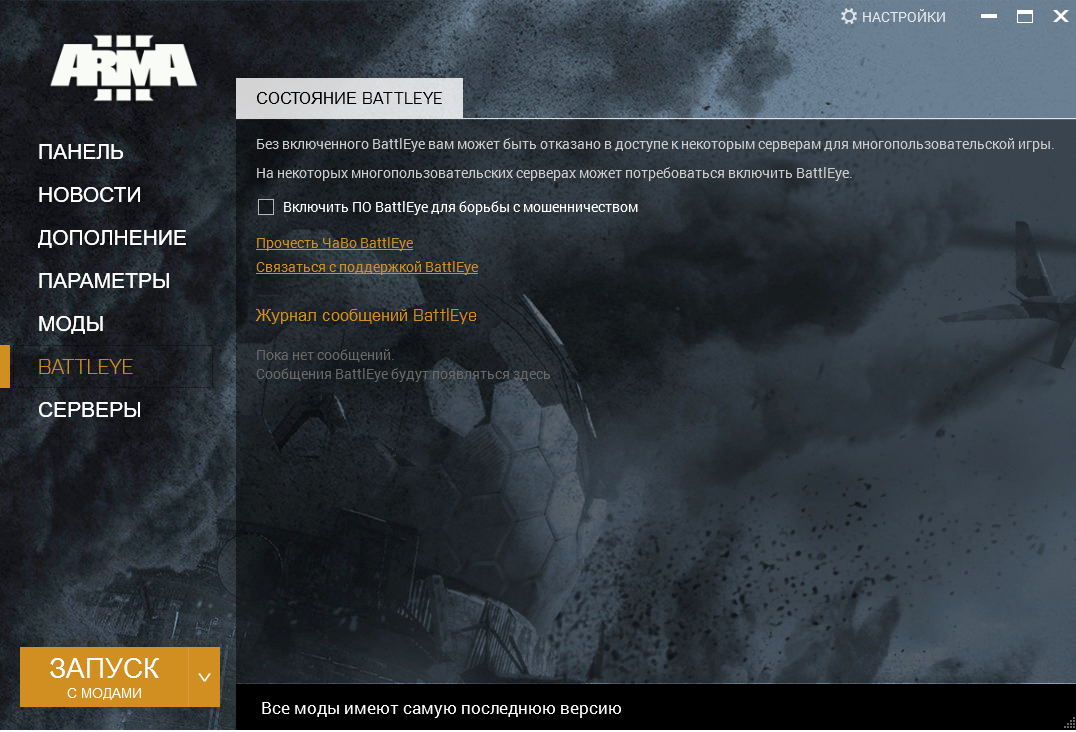 НАСТРОЙКИ
ARMA
III
СОСТОЯНИЕ BATTLEYE
ПАНЕЛЬ
НОВОСТИ
ДОПОЛНЕНИЕ
ПАРАМЕТРЫ
МОДЫ
BATTLEYE
СЕРВЕРЫ
Без включенного BattlEye вам может быть отказано в доступе к некоторым серверам для многопользовательской игры.
На некоторых многопользовательских серверах может потребоваться включить BattlEye.
Включить ПО BattlEye для борьбы с мошенничеством
Прочесть ЧаВо BattlEye
Связаться с поддержкой BattlEye
Журнал сообщений BattlEye
Пока нет сообщений.
Сообщения BattlEye будут появляться здесь
ЗАПУСК
С МОДАМИ
Все моды имеют самую последнюю версию